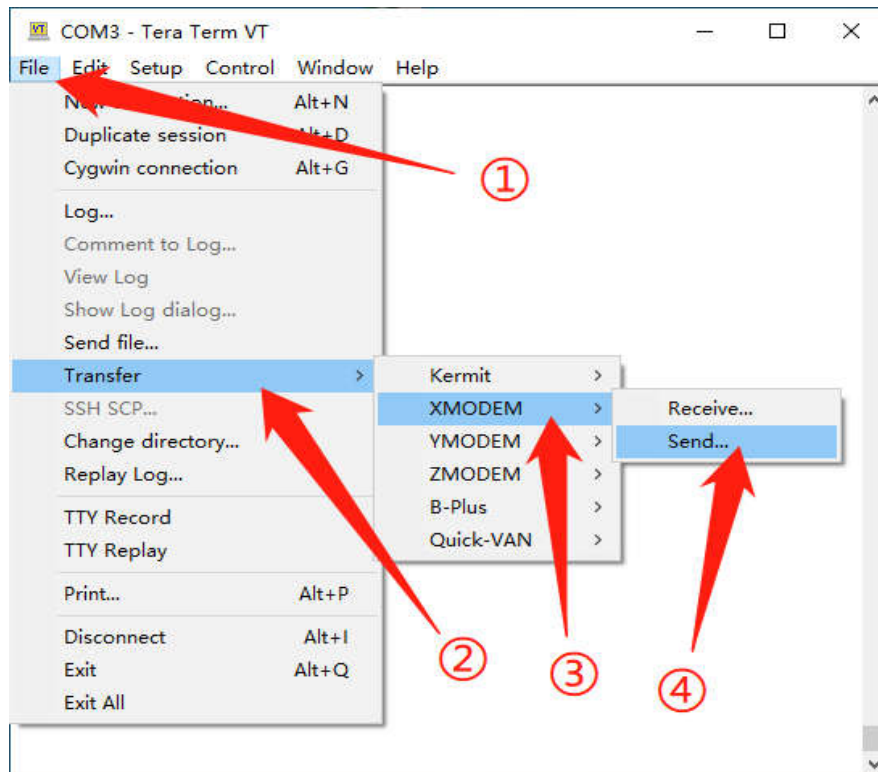 COM3 - Tera Term VT
File Edit Setup Control Window Help
Alt+N
Duplicate session Alt+D
Cygwin connection Alt+G
①
Log...
Comment to Log...
View Log
Show Log dialog...
Send file...
Transfer >
Kermit >
SSH SCP...
XMODEM >
Receive...
Change directory...
YMODEM >
Send...
Replay Log...
ZMODEM >
TTY Record
B-Plus >
TTY Replay
Quick-VAN >
Print... Alt+P
Disconnect Alt+I
Exit Alt+Q
Exit All
②
③
④